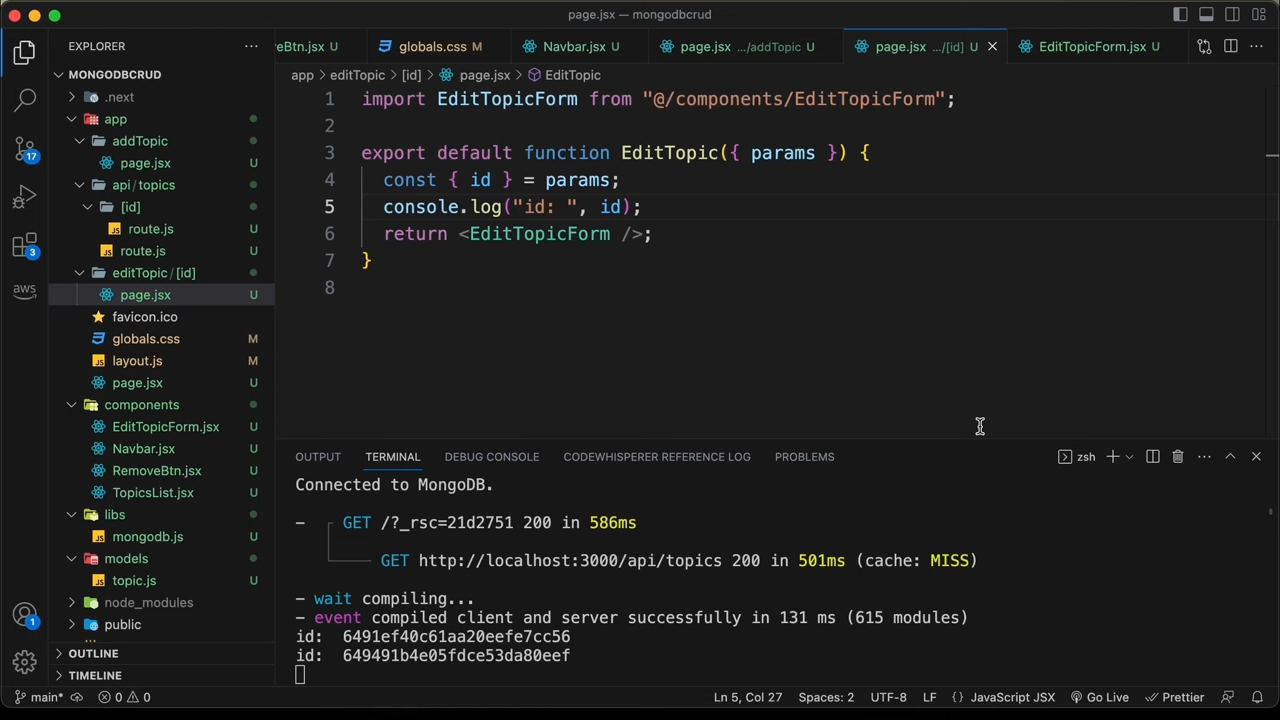 page.jsx — mongodbcrud
EXPLORER
MONGODBCRUD
.next
app
addTopic
page.jsx U
api/topics
[id]
route.js U
route.js U
editTopic/[id]
page.jsx U
favicon.ico
globals.css M
layout.js M
page.jsx U
components
EditTopicForm.jsx U
Navbar.jsx U
RemoveBtn.jsx U
TopicsList.jsx U
libs
mongodb.js U
models
topic.js U
node_modules
public
OUTLINE
TIMELINE
17
3
aws
1
eBtn.jsx U globals.css M Navbar.jsx U page.jsx .../addTopic U page.jsx .../[id] U EditTopicForm.jsx U
app > editTopic > [id] > page.jsx > EditTopic
1 import EditTopicForm from "@/components/EditTopicForm";
2
3 export default function EditTopic({ params }) {
4 const { id } = params;
5 console.log("id: ", id);
6 return <EditTopicForm />;
7 }
8
OUTPUT TERMINAL DEBUG CONSOLE CODEWHISPERER REFERENCE LOG PROBLEMS zsh
Connected to MongoDB.
- GET /?_rsc=21d2751 200 in 586ms
GET http://localhost:3000/api/topics 200 in 501ms (cache: MISS)
- wait compiling...
- event compiled client and server successfully in 131 ms (615 modules)
id: 6491ef40c61aa20eefe7cc56
id: 649491b4e05fdce53da80eef
main* 0 0 Ln 5, Col 27 Spaces: 2 UTF-8 LF {} JavaScript JSX Go Live Prettier